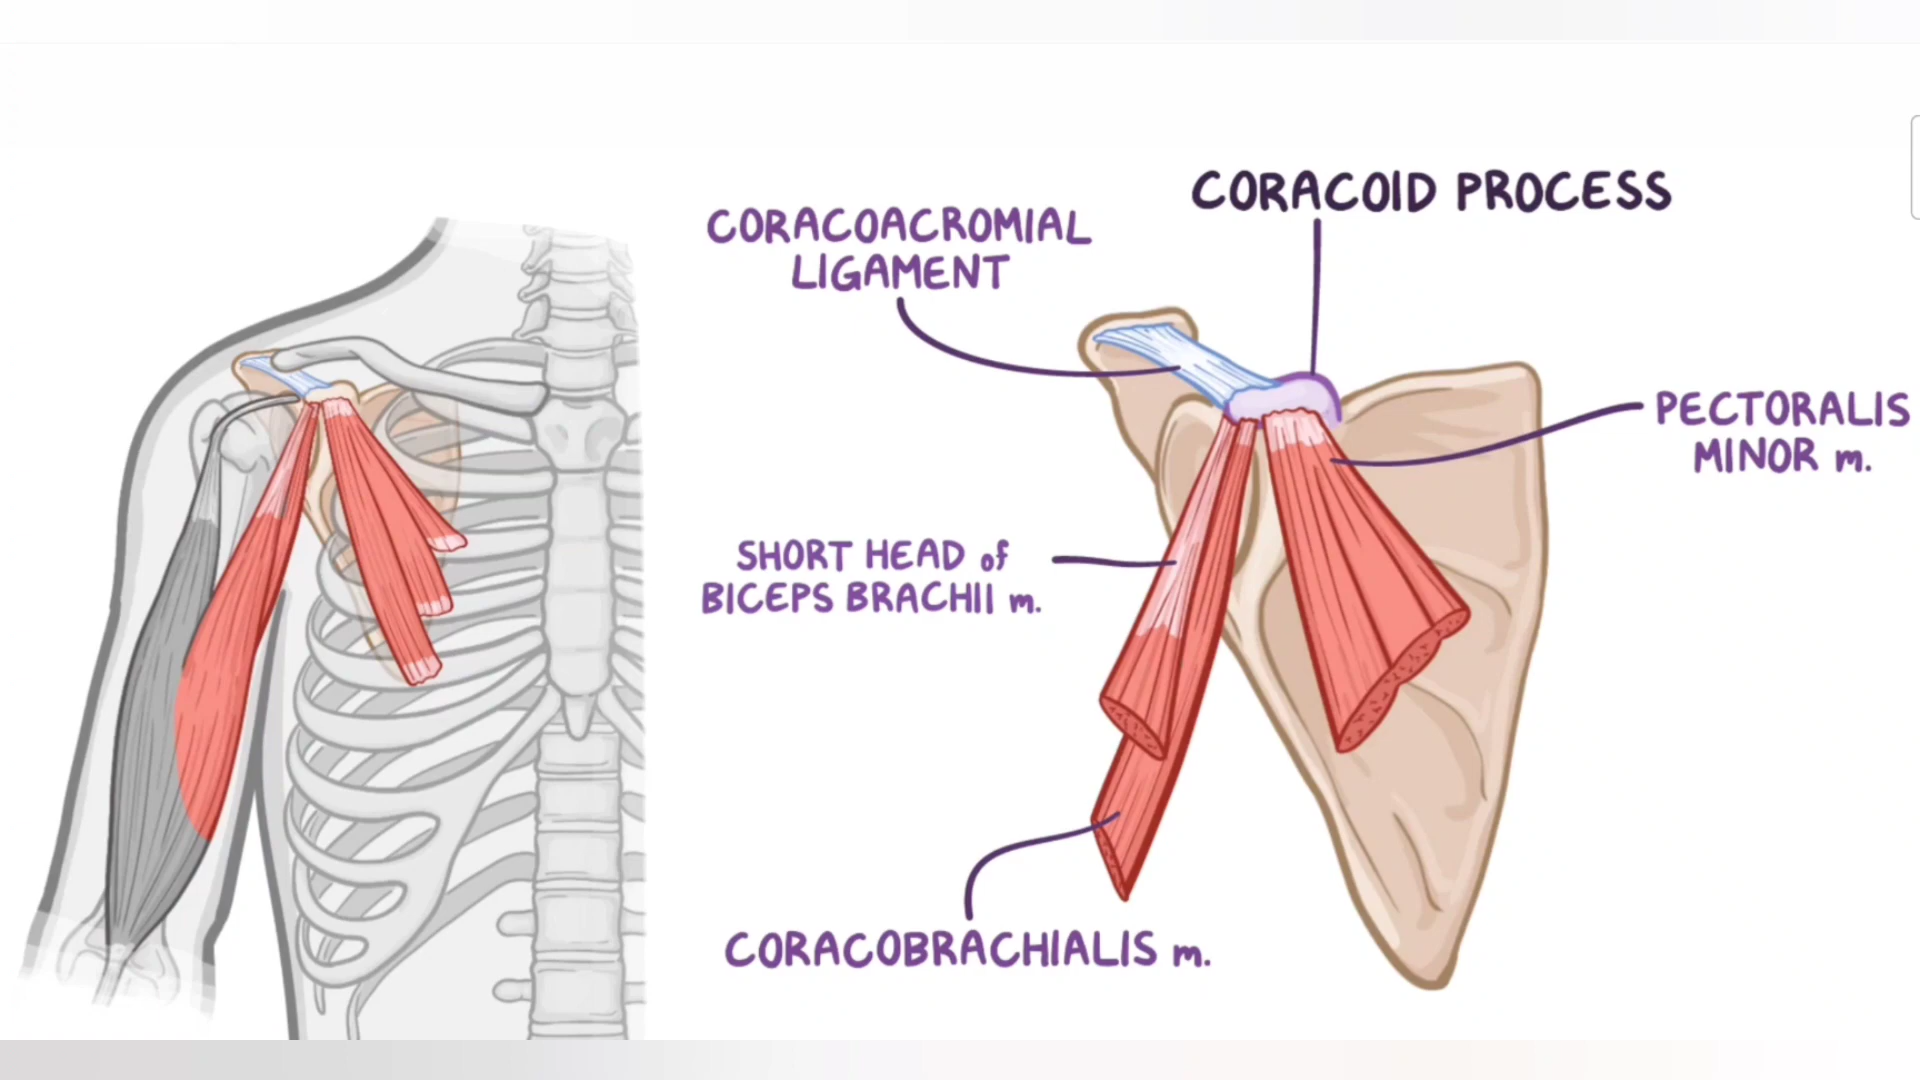 CORACOID PROCESS
CORACOACROMIAL
LIGAMENT
PECTORALIS
MINOR m.
SHORT HEAD of
BICEPS BRACHII m.
CORACOBRACHIALIS m.